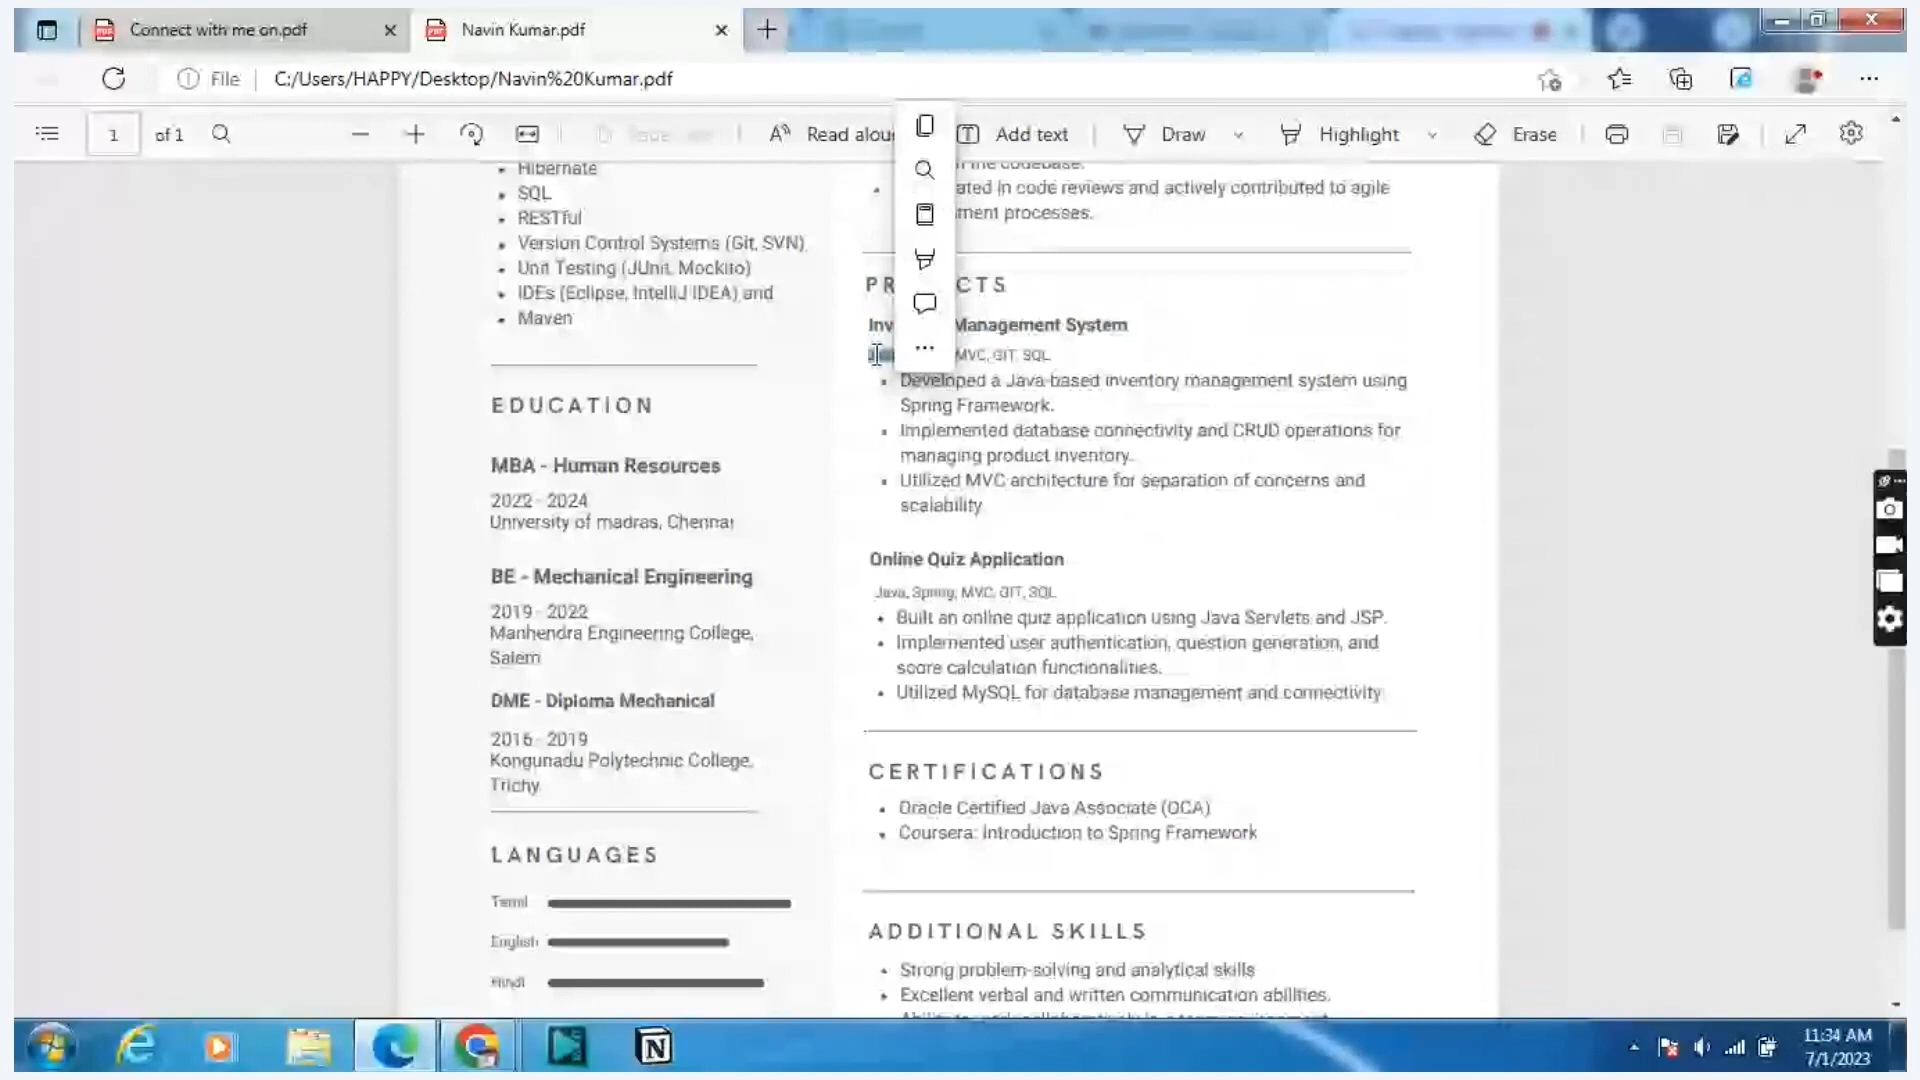 Connect with me on.pdf
Navin Kumar.pdf
File
C:/Users/HAPPY/Desktop/Navin%20Kumar.pdf
1 of 1
Read alou
Add text
Draw
Highlight
Erase
Hibernate
SQL
RESTful
Version Control Systems (Git, SVN)
Unit Testing (JUnit, Mockito)
IDEs (Eclipse, IntelliJ IDEA) and
Maven
EDUCATION
MBA - Human Resources
2022 - 2024
University of madras, Chennai
BE - Mechanical Engineering
2019 - 2022
Manhendra Engineering College,
Salem
DME - Diploma Mechanical
2016 - 2019
Kongunadu Polytechnic College,
Trichy
LANGUAGES
Tamil
English
Hindi
the codebase.
ated in code reviews and actively contributed to agile
ment processes.
PR CTS
Inv Management System
MVC, GIT, SQL
Developed a Java-based inventory management system using
Spring Framework.
Implemented database connectivity and CRUD operations for
managing product inventory.
Utilized MVC architecture for separation of concerns and
scalability
Online Quiz Application
Java, Spring, MVC, GIT, SQL
Built an online quiz application using Java Servlets and JSP.
Implemented user authentication, question generation, and
score calculation functionalities.
Utilized MySQL for database management and connectivity
CERTIFICATIONS
Oracle Certified Java Associate (OCA)
Coursera: Introduction to Spring Framework
ADDITIONAL SKILLS
Strong problem-solving and analytical skills
Excellent verbal and written communication abilities.
11:34 AM
7/1/2023